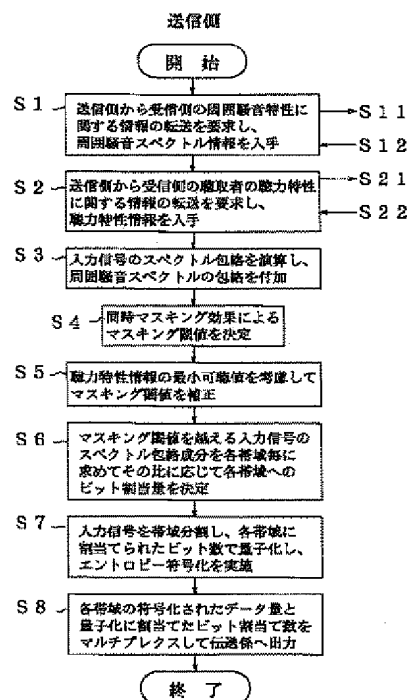 送信側
開 始
S1
送信側から受信側の周囲騒音特性に
関する情報の転送を要求し、
周囲騒音スペクトル情報を入手
S11
S12
S2
送信側から受信側の聴取者の聴力特性
に関する情報の転送を要求し、
聴力特性情報を入手
S21
S22
S3
入力信号のスペクトル包絡を演算し、
周囲騒音スペクトルの包絡を付加
S4
同時マスキング効果による
マスキング閾値を決定
S5
聴力特性情報の最小可聴値を考慮して
マスキング閾値を補正
S6
マスキング閾値を越える入力信号の
スペクトル包絡成分を各帯域毎に
求めてその比に応じて各帯域への
ビット割当量を決定
S7
入力信号を帯域分割し、各帯域に
割当てられたビット数で量子化し、
エントロピー符号化を実施
S8
各帯域の符号化されたデータ量と
量子化に割当てたビット割当て数を
マルチプレクスして伝送係へ出力
終 了